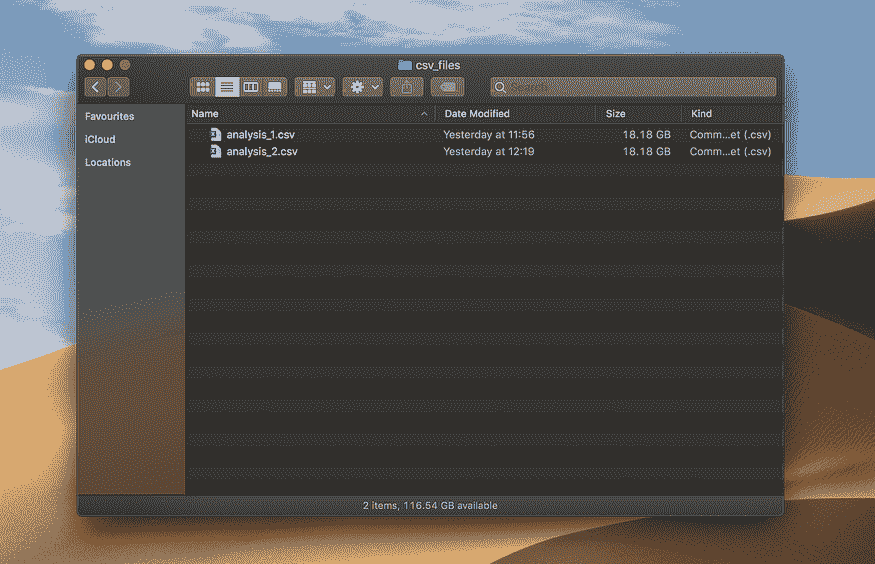 csv_files
Search
Favourites
iCloud
Locations
Name Date Modified Size Kind
analysis_1.csv Yesterday at 11:56 18.18 GB Comm...et (.csv)
analysis_2.csv Yesterday at 12:19 18.18 GB Comm...et (.csv)
2 items, 116.54 GB available